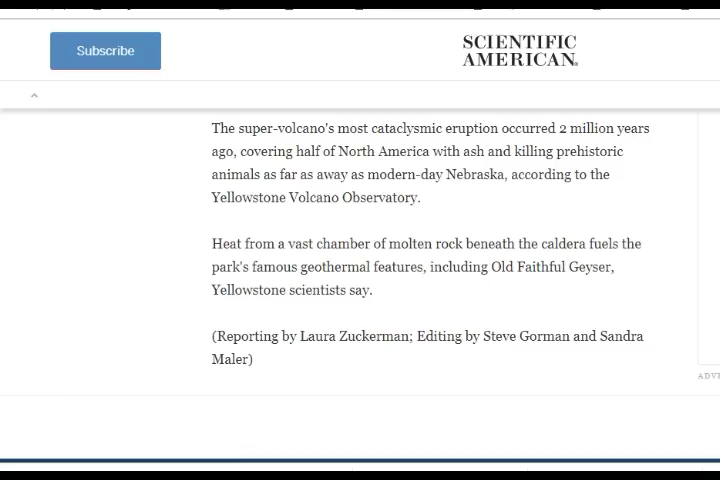 Subscribe
SCIENTIFIC
AMERICAN®
The super-volcano's most cataclysmic eruption occurred 2 million years
ago, covering half of North America with ash and killing prehistoric
animals as far as away as modern-day Nebraska, according to the
Yellowstone Volcano Observatory.
Heat from a vast chamber of molten rock beneath the caldera fuels the
park's famous geothermal features, including Old Faithful Geyser,
Yellowstone scientists say.
(Reporting by Laura Zuckerman; Editing by Steve Gorman and Sandra
Maler)